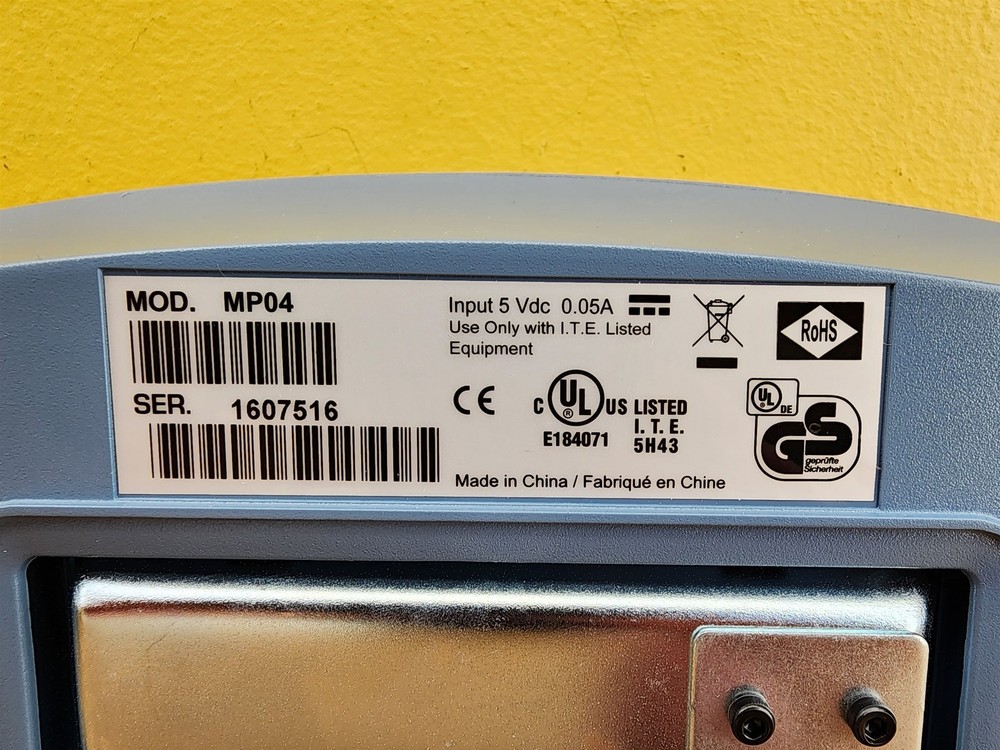 MOD. MP04
SER. 1607516
Input 5 Vdc 0.05A
Use Only with I.T.E. Listed
Equipment
CE
C UL ® US LISTED
I. T. E.
E184071 5H43
Made in China / Fabriqué en Chine
RoHS
UL ® DE
GS
geprüfte
Sicherheit